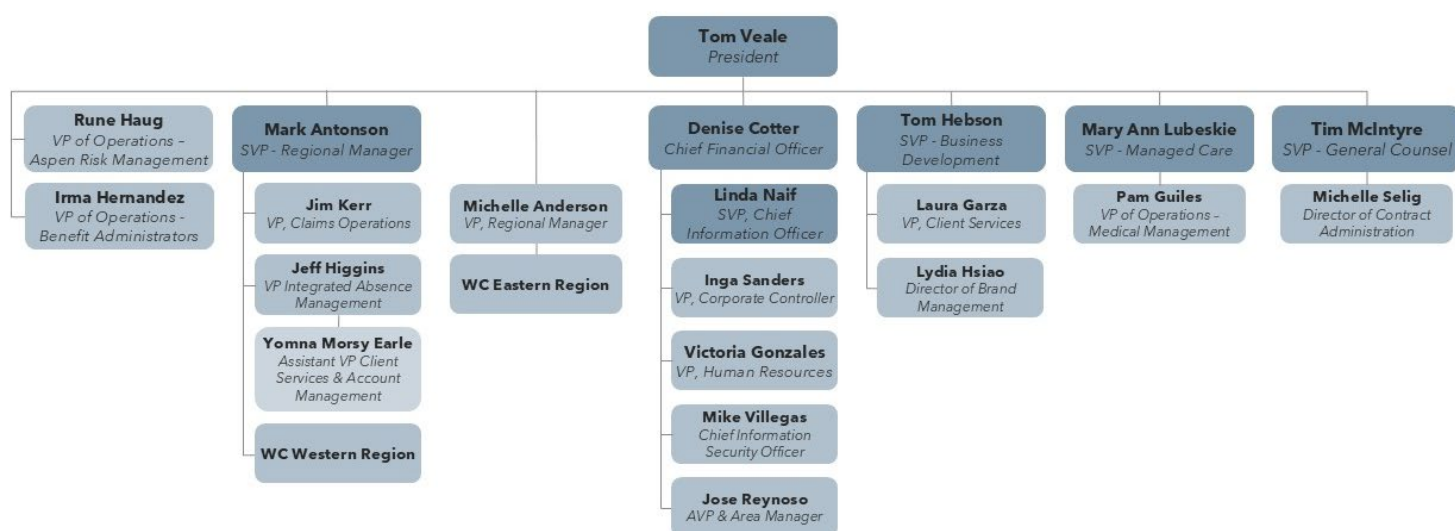 Tom Veale
President
Rune Haug
VP of Operations –
Aspen Risk Management
Irma Hernandez
VP of Operations -
Benefit Administrators
Mark Antonson
SVP - Regional Manager
Jim Kerr
VP, Claims Operations
Jeff Higgins
VP Integrated Absence
Management
Yomna Morsy Earle
Assistant VP Client
Services & Account
Management
WC Western Region
Michelle Anderson
VP, Regional Manager
WC Eastern Region
Denise Cotter
Chief Financial Officer
Linda Naif
SVP, Chief
Information Officer
Inga Sanders
VP, Corporate Controller
Victoria Gonzales
VP, Human Resources
Mike Villegas
Chief Information
Security Officer
Jose Reynoso
AVP & Area Manager
Tom Hebson
SVP - Business
Development
Laura Garza
VP, Client Services
Lydia Hsiao
Director of Brand
Management
Mary Ann Lubeskie
SVP - Managed Care
Pam Guiles
VP of Operations –
Medical Management
Tim McIntyre
SVP - General Counsel
Michelle Selig
Director of Contract
Administration